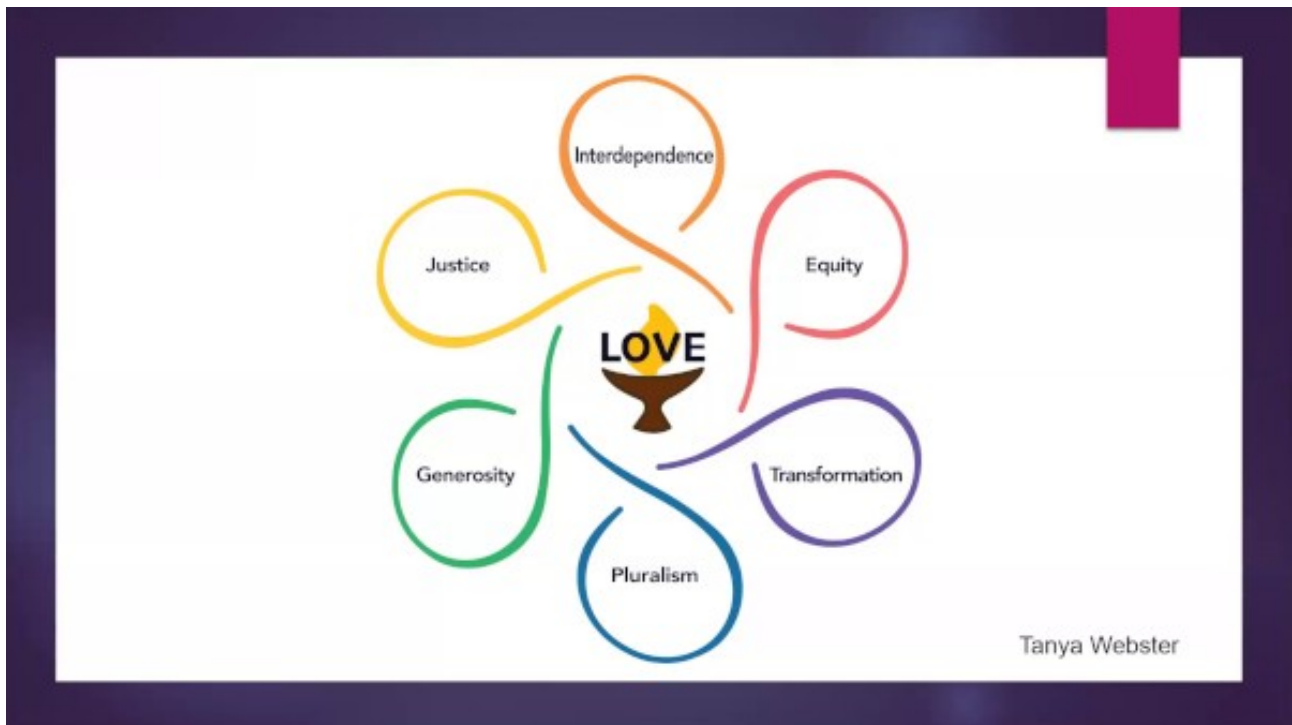 Interdependence
Justice
Equity
LOVE
Generosity
Transformation
Pluralism
Tanya Webster